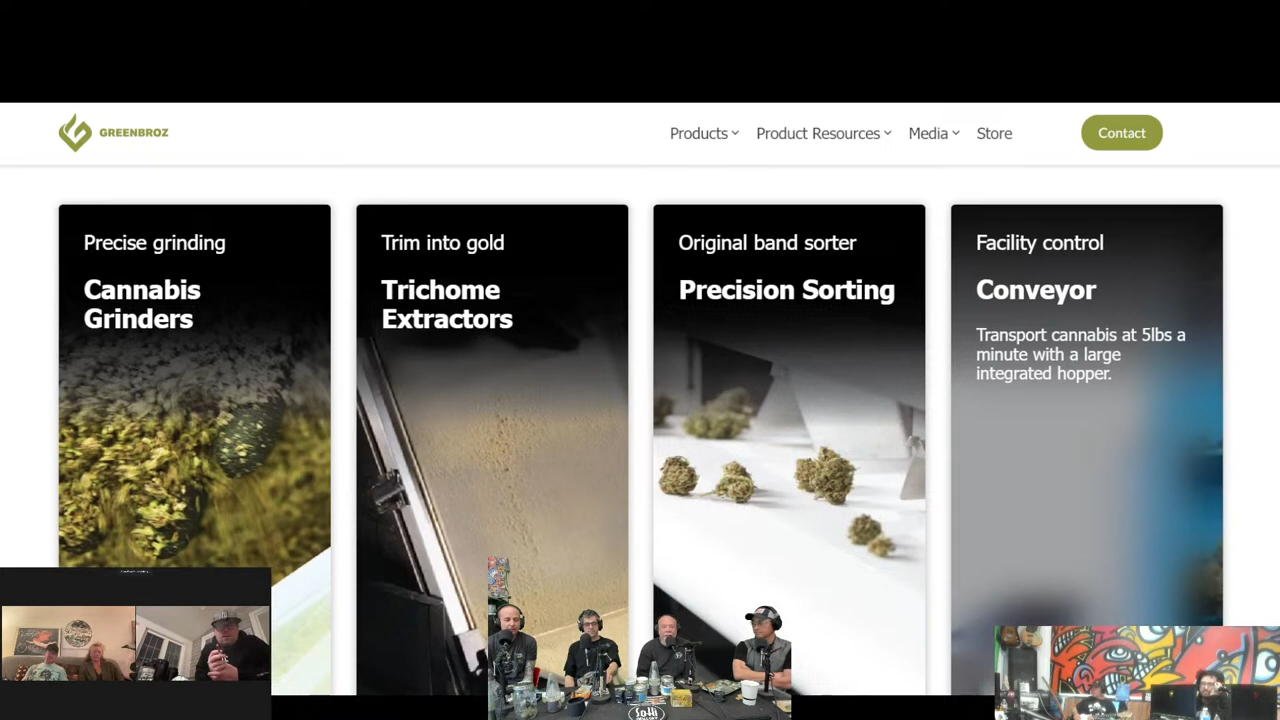 GREENBROZ
Products
Product Resources
Media
Store
Contact
Precise grinding
Cannabis
Grinders
Trim into gold
Trichome
Extractors
Original band sorter
Precision Sorting
Facility control
Conveyor
Transport cannabis at 5lbs a
minute with a large
integrated hopper.
SoHi